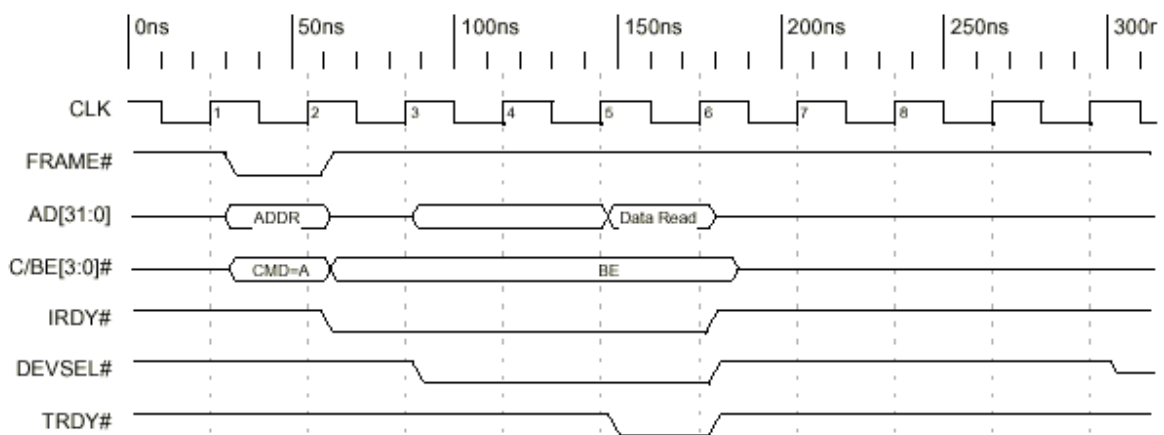 0ns 50ns 100ns 150ns 200ns 250ns 300r
CLK 1 2 3 4 5 6 7 8
FRAME#
AD[31:0] ADDR Data Read
C/BE[3:0]# CMD=A BE
IRDY#
DEVSEL#
TRDY#